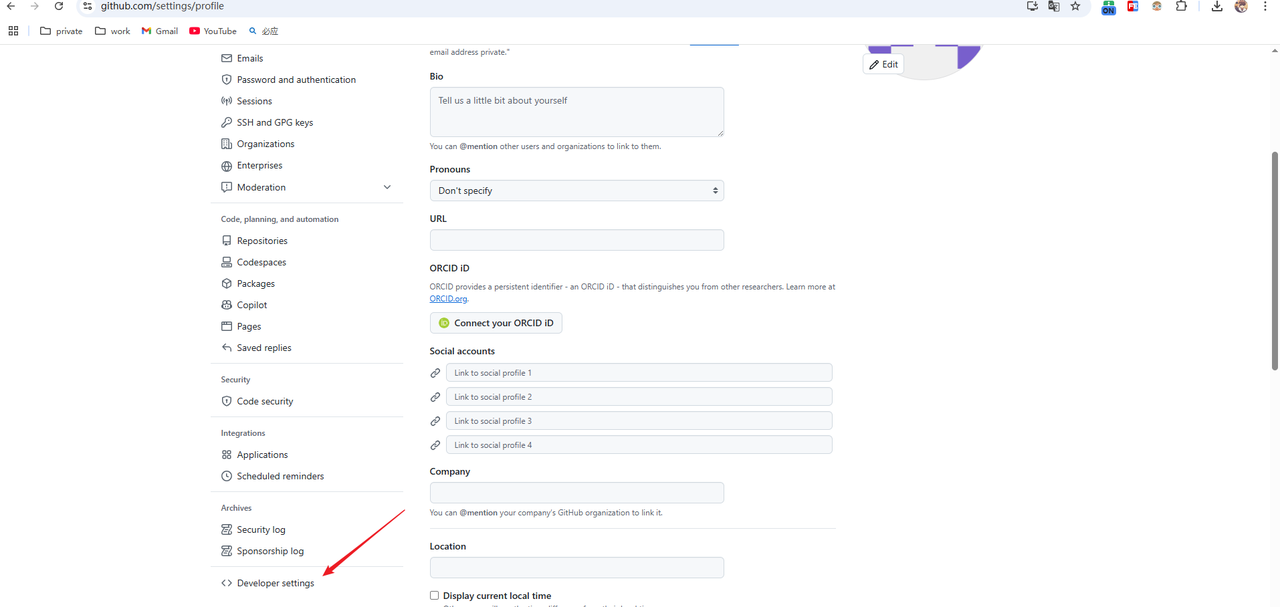 github.com/settings/profile
ON
private
work
Gmail
YouTube
必应
Emails
Password and authentication
Sessions
SSH and GPG keys
Organizations
Enterprises
Moderation
Code, planning, and automation
Repositories
Codespaces
Packages
Copilot
Pages
Saved replies
Security
Code security
Integrations
Applications
Scheduled reminders
Archives
Security log
Sponsorship log
Developer settings
email address private."
Bio
Tell us a little bit about yourself
You can @mention other users and organizations to link to them.
Pronouns
Don't specify
URL
ORCID iD
ORCID provides a persistent identifier - an ORCID iD - that distinguishes you from other researchers. Learn more at
ORCID.org.
iD Connect your ORCID iD
Social accounts
Link to social profile 1
Link to social profile 2
Link to social profile 3
Link to social profile 4
Company
You can @mention your company's GitHub organization to link it.
Location
Display current local time
Edit